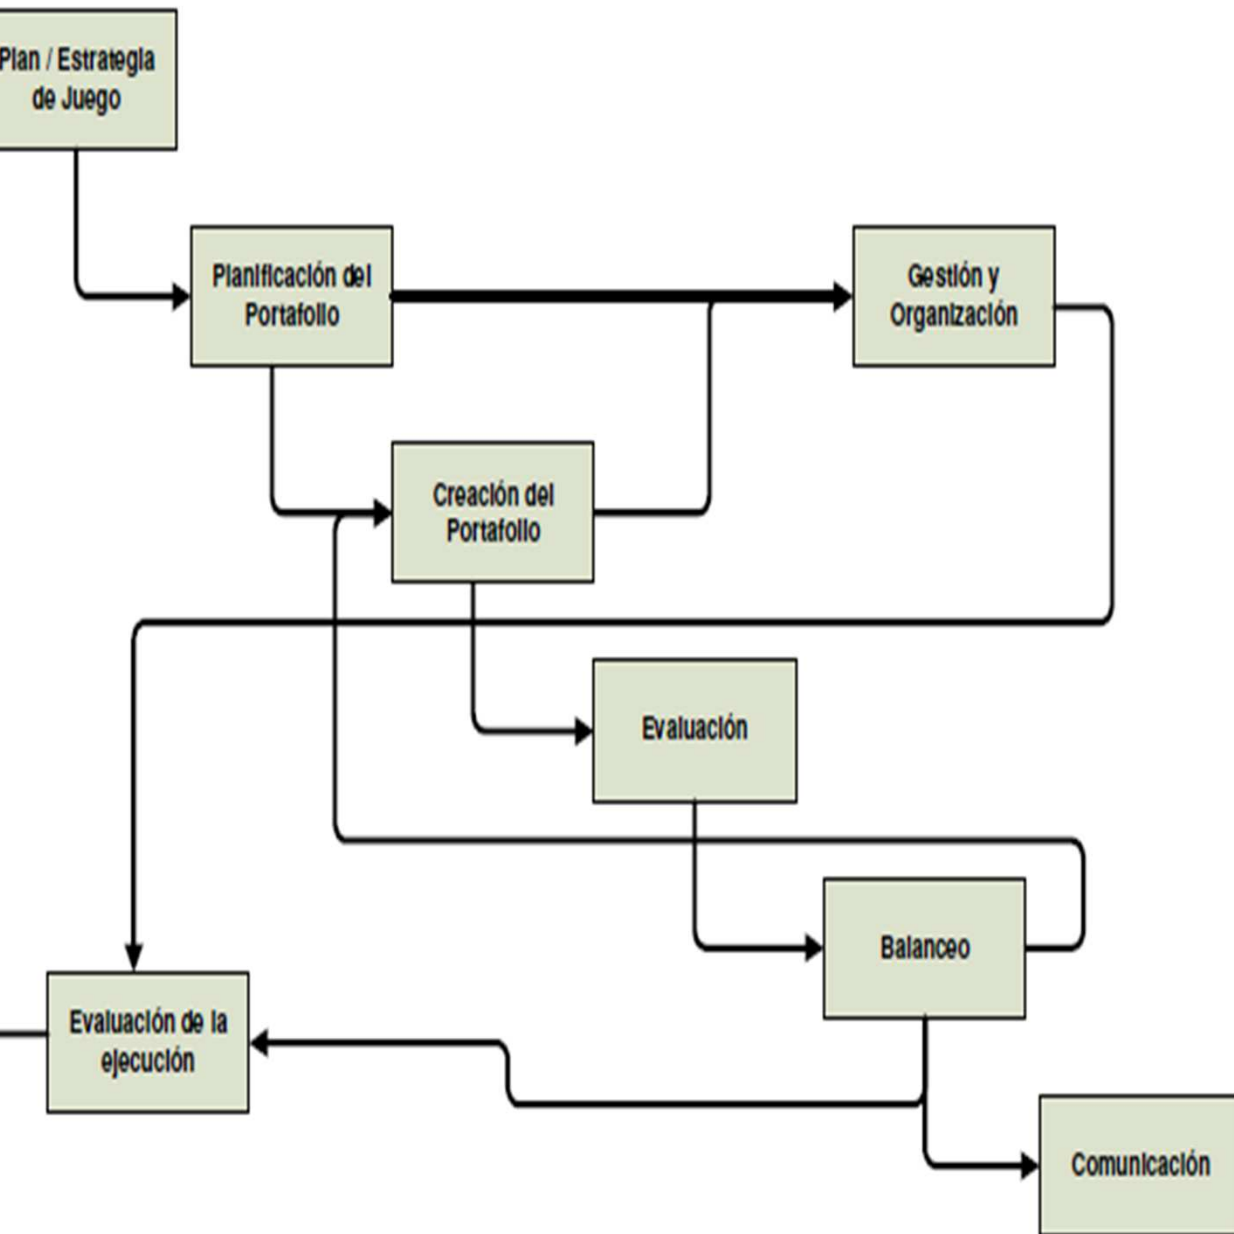 Plan / Estrategia
de Juego
Planificación del
Portafolio
Gestión y
Organización
Creación del
Portafolio
Evaluación
Balanceo
Evaluación de la
ejecución
Comunicación